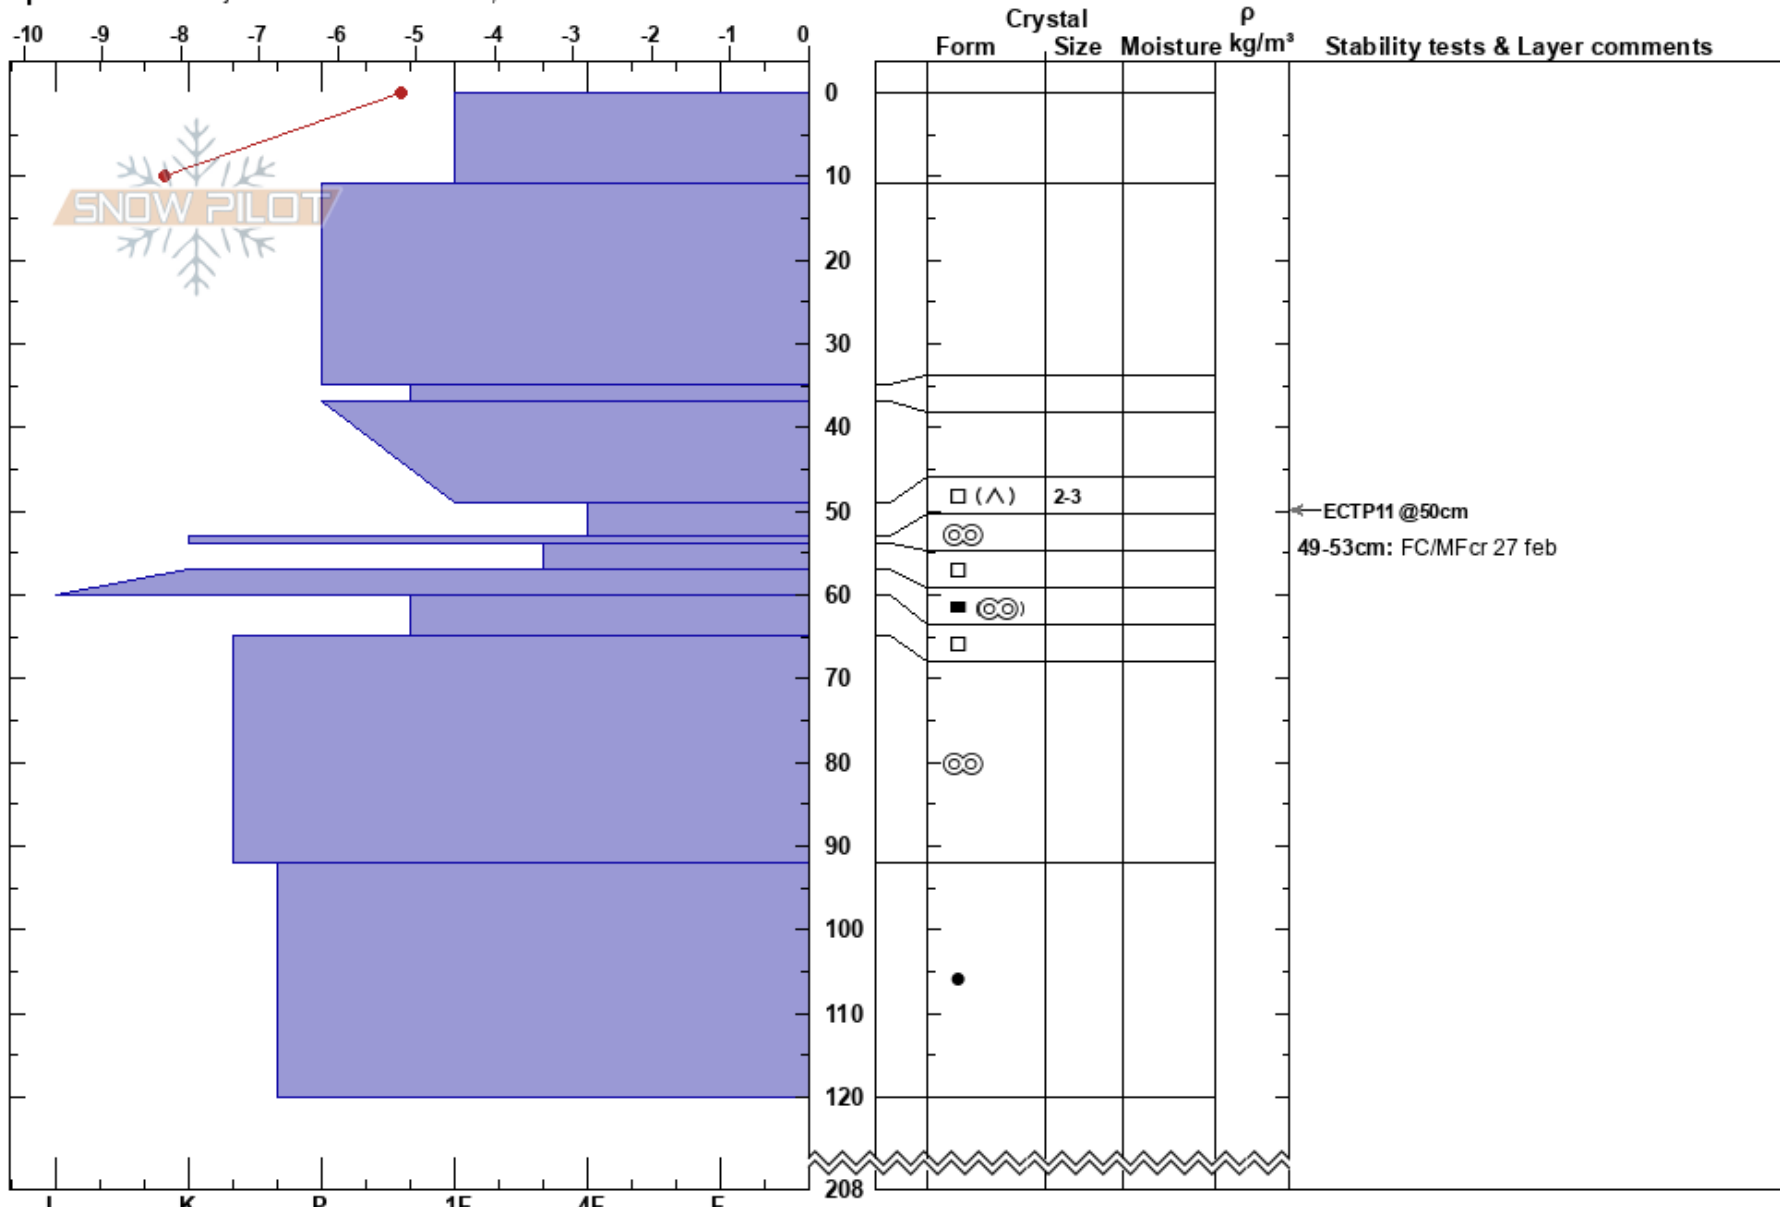 -10 -9 -8 -7 -6 -5 -4 -3 -2 -1 0
Crystal ρ
Form Size Moisture kg/m³ Stability tests & Layer comments
0
10
SNOW PILOT
20
30
40
2-3
50
ECTP11 @50cm
49-53cm: FC/MFcr 27 feb
60
70
80
90
100
110
120
208
I K P 1F 4F F